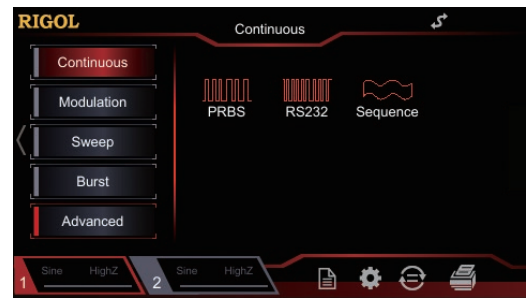 RIGOL
Continuous
Continuous
Modulation
Sweep
Burst
Advanced
PRBS RS232 Sequence
1 Sine HighZ 2 Sine HighZ